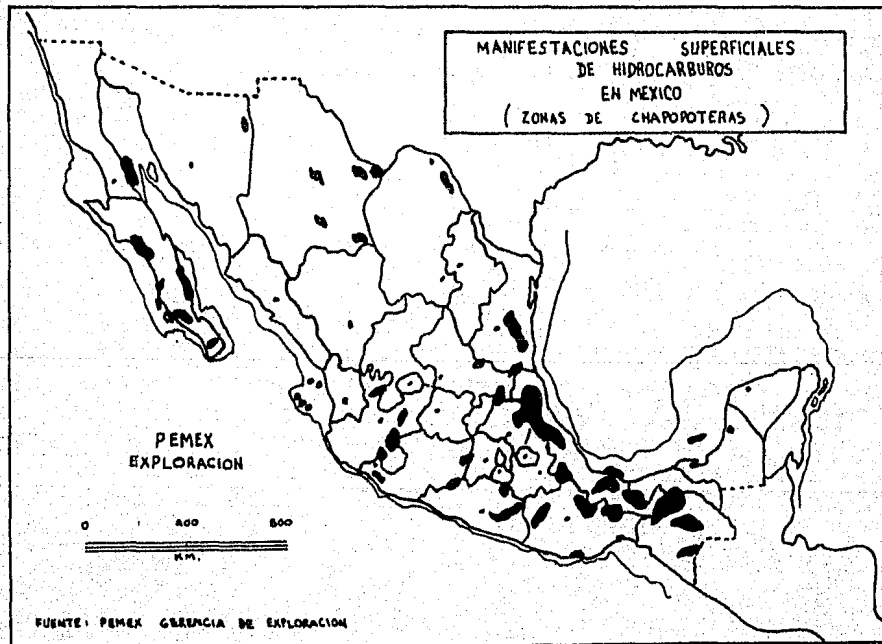 MANIFESTACIONES SUPERFICIALES
DE HIDROCARBUROS
EN MEXICO
( ZONAS DE CHAPOPOTERAS )
PEMEX
EXPLORACION
0 400 800
KM.
FUENTE: PEMEX GERENCIA DE EXPLORACION